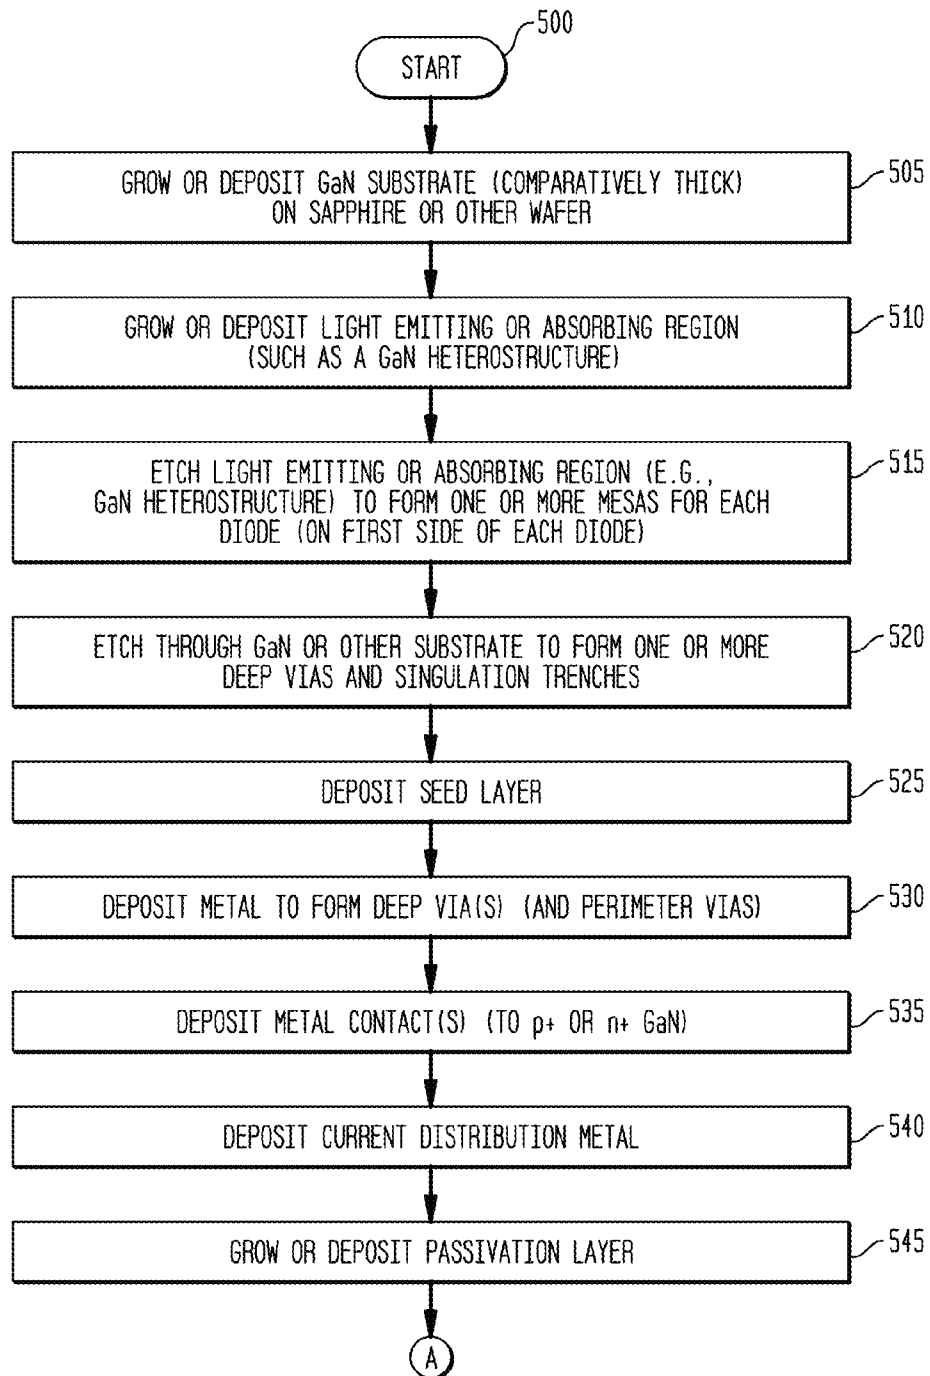 500
START
GROW OR DEPOSIT GaN SUBSTRATE (COMPARATIVELY THICK)
ON SAPPHIRE OR OTHER WAFER
505
GROW OR DEPOSIT LIGHT EMITTING OR ABSORBING REGION
(SUCH AS A GaN HETEROSTRUCTURE)
510
ETCH LIGHT EMITTING OR ABSORBING REGION (E.G.,
GaN HETEROSTRUCTURE) TO FORM ONE OR MORE MESAS FOR EACH
DIODE (ON FIRST SIDE OF EACH DIODE)
515
ETCH THROUGH GaN OR OTHER SUBSTRATE TO FORM ONE OR MORE
DEEP VIAS AND SINGULATION TRENCHES
520
DEPOSIT SEED LAYER
525
DEPOSIT METAL TO FORM DEEP VIA(S) (AND PERIMETER VIAS)
530
DEPOSIT METAL CONTACT(S) (TO p+ OR n+ GaN)
535
DEPOSIT CURRENT DISTRIBUTION METAL
540
GROW OR DEPOSIT PASSIVATION LAYER
545
A